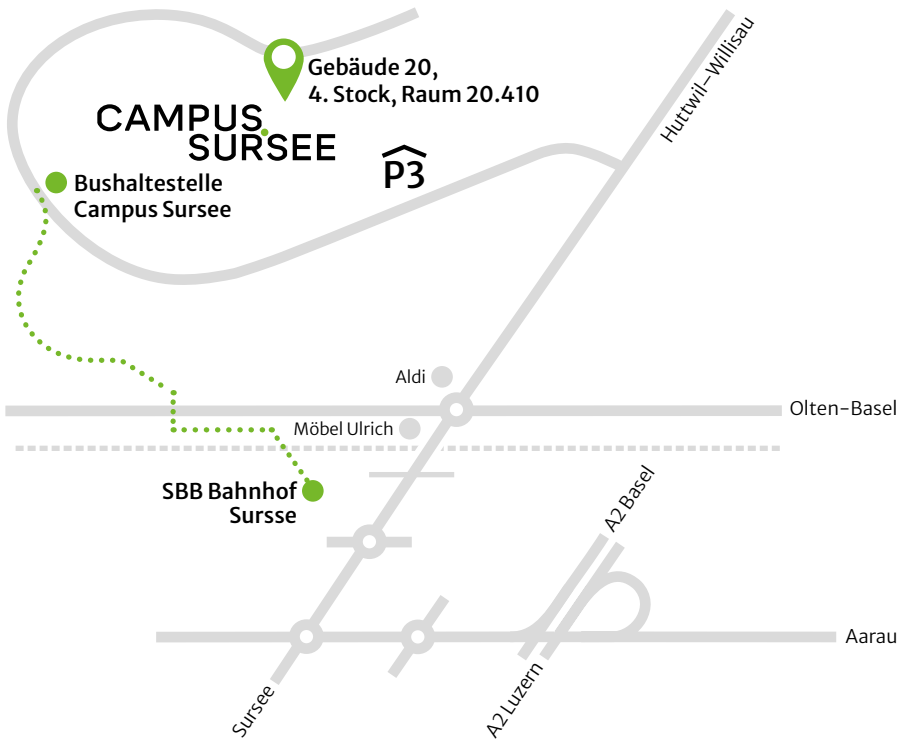 Huttwil–Willisau
Gebäude 20,
4. Stock, Raum 20.410
CAMPUS.
SURSEE
P3
Bushaltestelle
Campus Sursee
Aldi
Olten–Basel
Möbel Ulrich
SBB Bahnhof
Sursse
A2 Basel
Aarau
A2 Luzern
Sursee